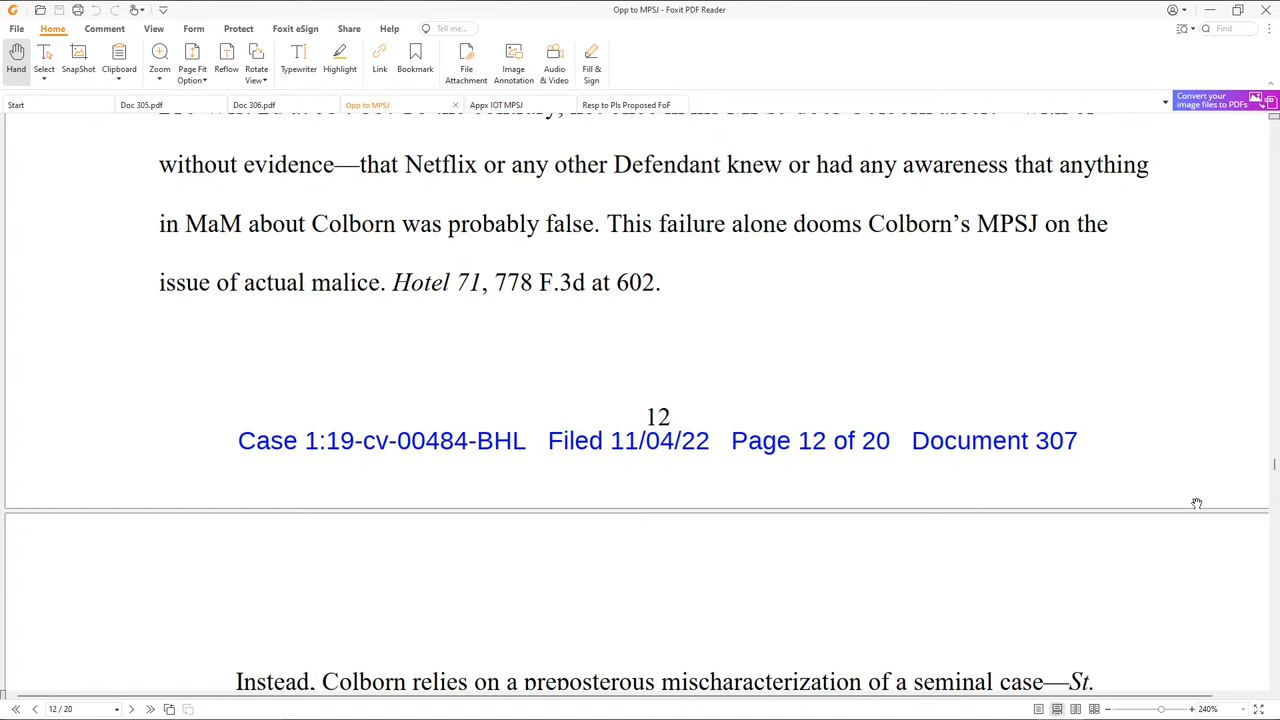 Opp to MPSJ - Foxit PDF Reader
File Home Comment View Form Protect Foxit eSign Share Help Tell me... Find
Hand Select SnapShot Clipboard Zoom Page Fit Option Reflow Rotate View Typewriter Highlight Link Bookmark File Attachment Image Annotation Audio & Video Fill & Sign
Start Doc 305.pdf Doc 306.pdf Opp to MPSJ Appx IOT MPSJ Resp to Pls Proposed FoF
Convert your
image files to PDFs
without evidence—that Netflix or any other Defendant knew or had any awareness that anything
in MaM about Colborn was probably false. This failure alone dooms Colborn’s MPSJ on the
issue of actual malice. Hotel 71, 778 F.3d at 602.
12
Case 1:19-cv-00484-BHL Filed 11/04/22 Page 12 of 20 Document 307
Instead, Colborn relies on a preposterous mischaracterization of a seminal case—St.
12 / 20 240%